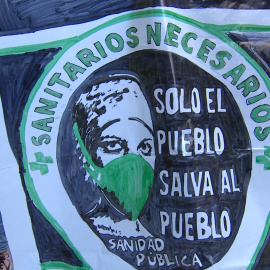 SANITARIOS NECESARIOS
SOLO EL
PUEBLO
SALVA AL
PUEBLO
SANIDAD
PÚBLICA